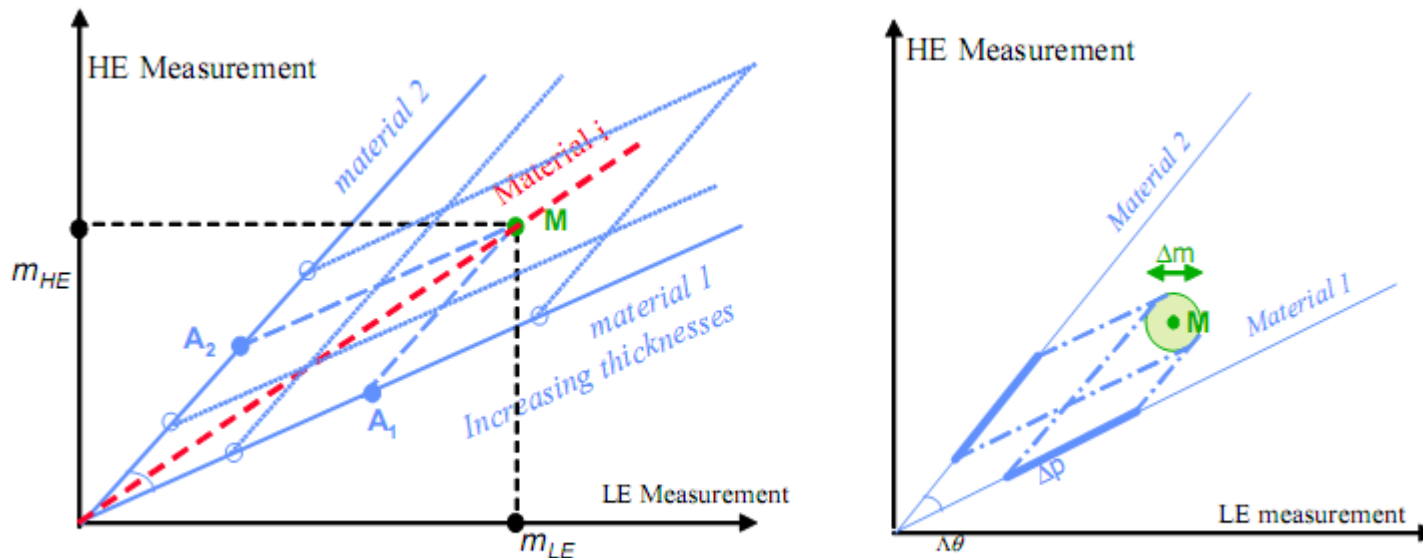 HE Measurement
material 2
Material i
M
m_HE
A_2
A_1
material 1
Increasing thicknesses
LE Measurement
m_LE
HE Measurement
Material 2
Δm
M
Material 1
Δp
LE measurement
Δθ